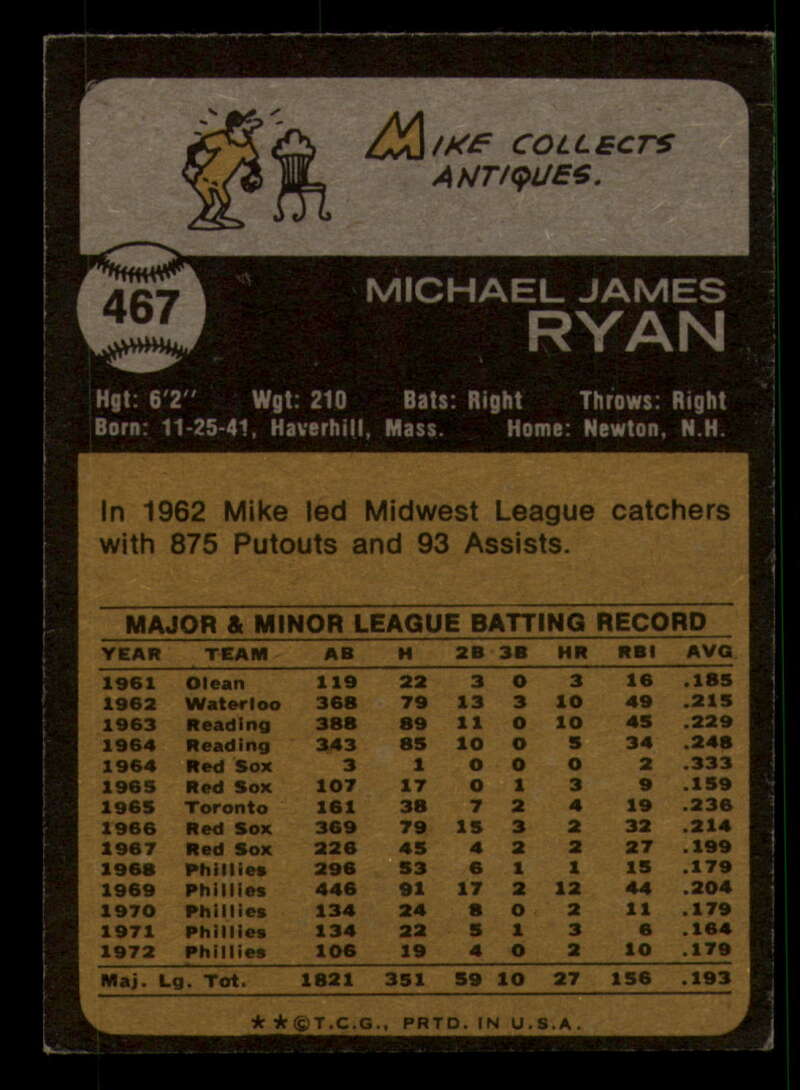 MIKE COLLECTS
ANTIQUES.
467
MICHAEL JAMES
RYAN
Hgt: 6'2" Wgt: 210 Bats: Right Throws: Right
Born: 11-25-41, Haverhill, Mass. Home: Newton, N.H.
In 1962 Mike led Midwest League catchers
with 875 Putouts and 93 Assists.
MAJOR & MINOR LEAGUE BATTING RECORD
YEAR TEAM AB H 2B 3B HR RBI AVG.
1961 Olean 119 22 3 0 3 16 .185
1962 Waterloo 368 79 13 3 10 49 .215
1963 Reading 388 89 11 0 10 45 .229
1964 Reading 343 85 10 0 5 34 .248
1964 Red Sox 3 1 0 0 0 2 .333
1965 Red Sox 107 17 0 1 3 9 .159
1965 Toronto 161 38 7 2 4 19 .236
1966 Red Sox 369 79 15 3 2 32 .214
1967 Red Sox 226 45 4 2 2 27 .199
1968 Phillies 296 53 6 1 1 15 .179
1969 Phillies 446 91 17 2 12 44 .204
1970 Phillies 134 24 8 0 2 11 .179
1971 Phillies 134 22 5 1 3 6 .164
1972 Phillies 106 19 4 0 2 10 .179
Maj. Lg. Tot. 1821 351 59 10 27 156 .193
**©T.C.G., PRTD. IN U.S.A.